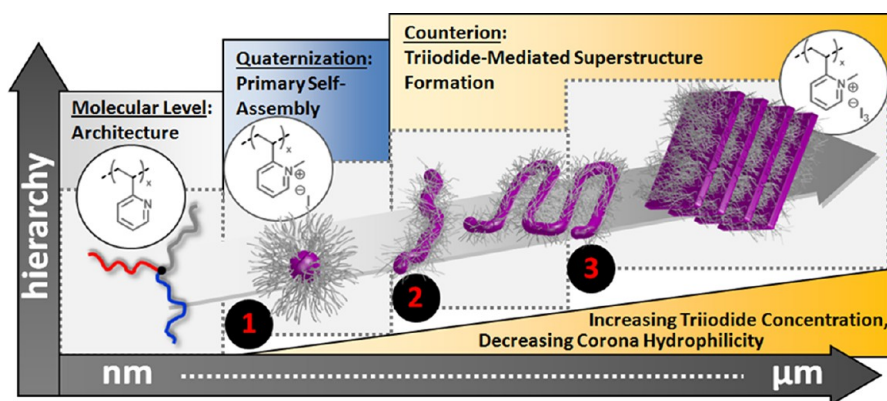 Counterion:
Triiodide-Mediated Superstructure
Formation
Quaternization:
Primary Self-
Assembly
Molecular Level:
Architecture
x
x
N
⊕
⊖
I
x
N
⊕
⊖
I3
N
hierarchy
1
2
3
Increasing Triiodide Concentration,
Decreasing Corona Hydrophilicity
nm
μm